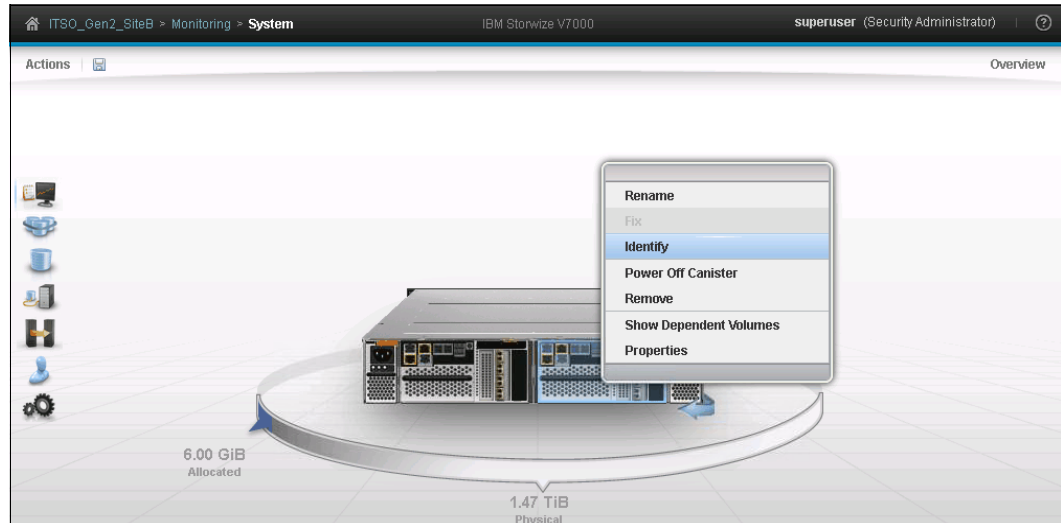 ITSO_Gen2_SiteB > Monitoring > System
IBM Storwize V7000
superuser (Security Administrator)
Actions
Overview
Rename
Fix
Identify
Power Off Canister
Remove
Show Dependent Volumes
Properties
6.00 GiB
Allocated
1.47 TiB
Physical